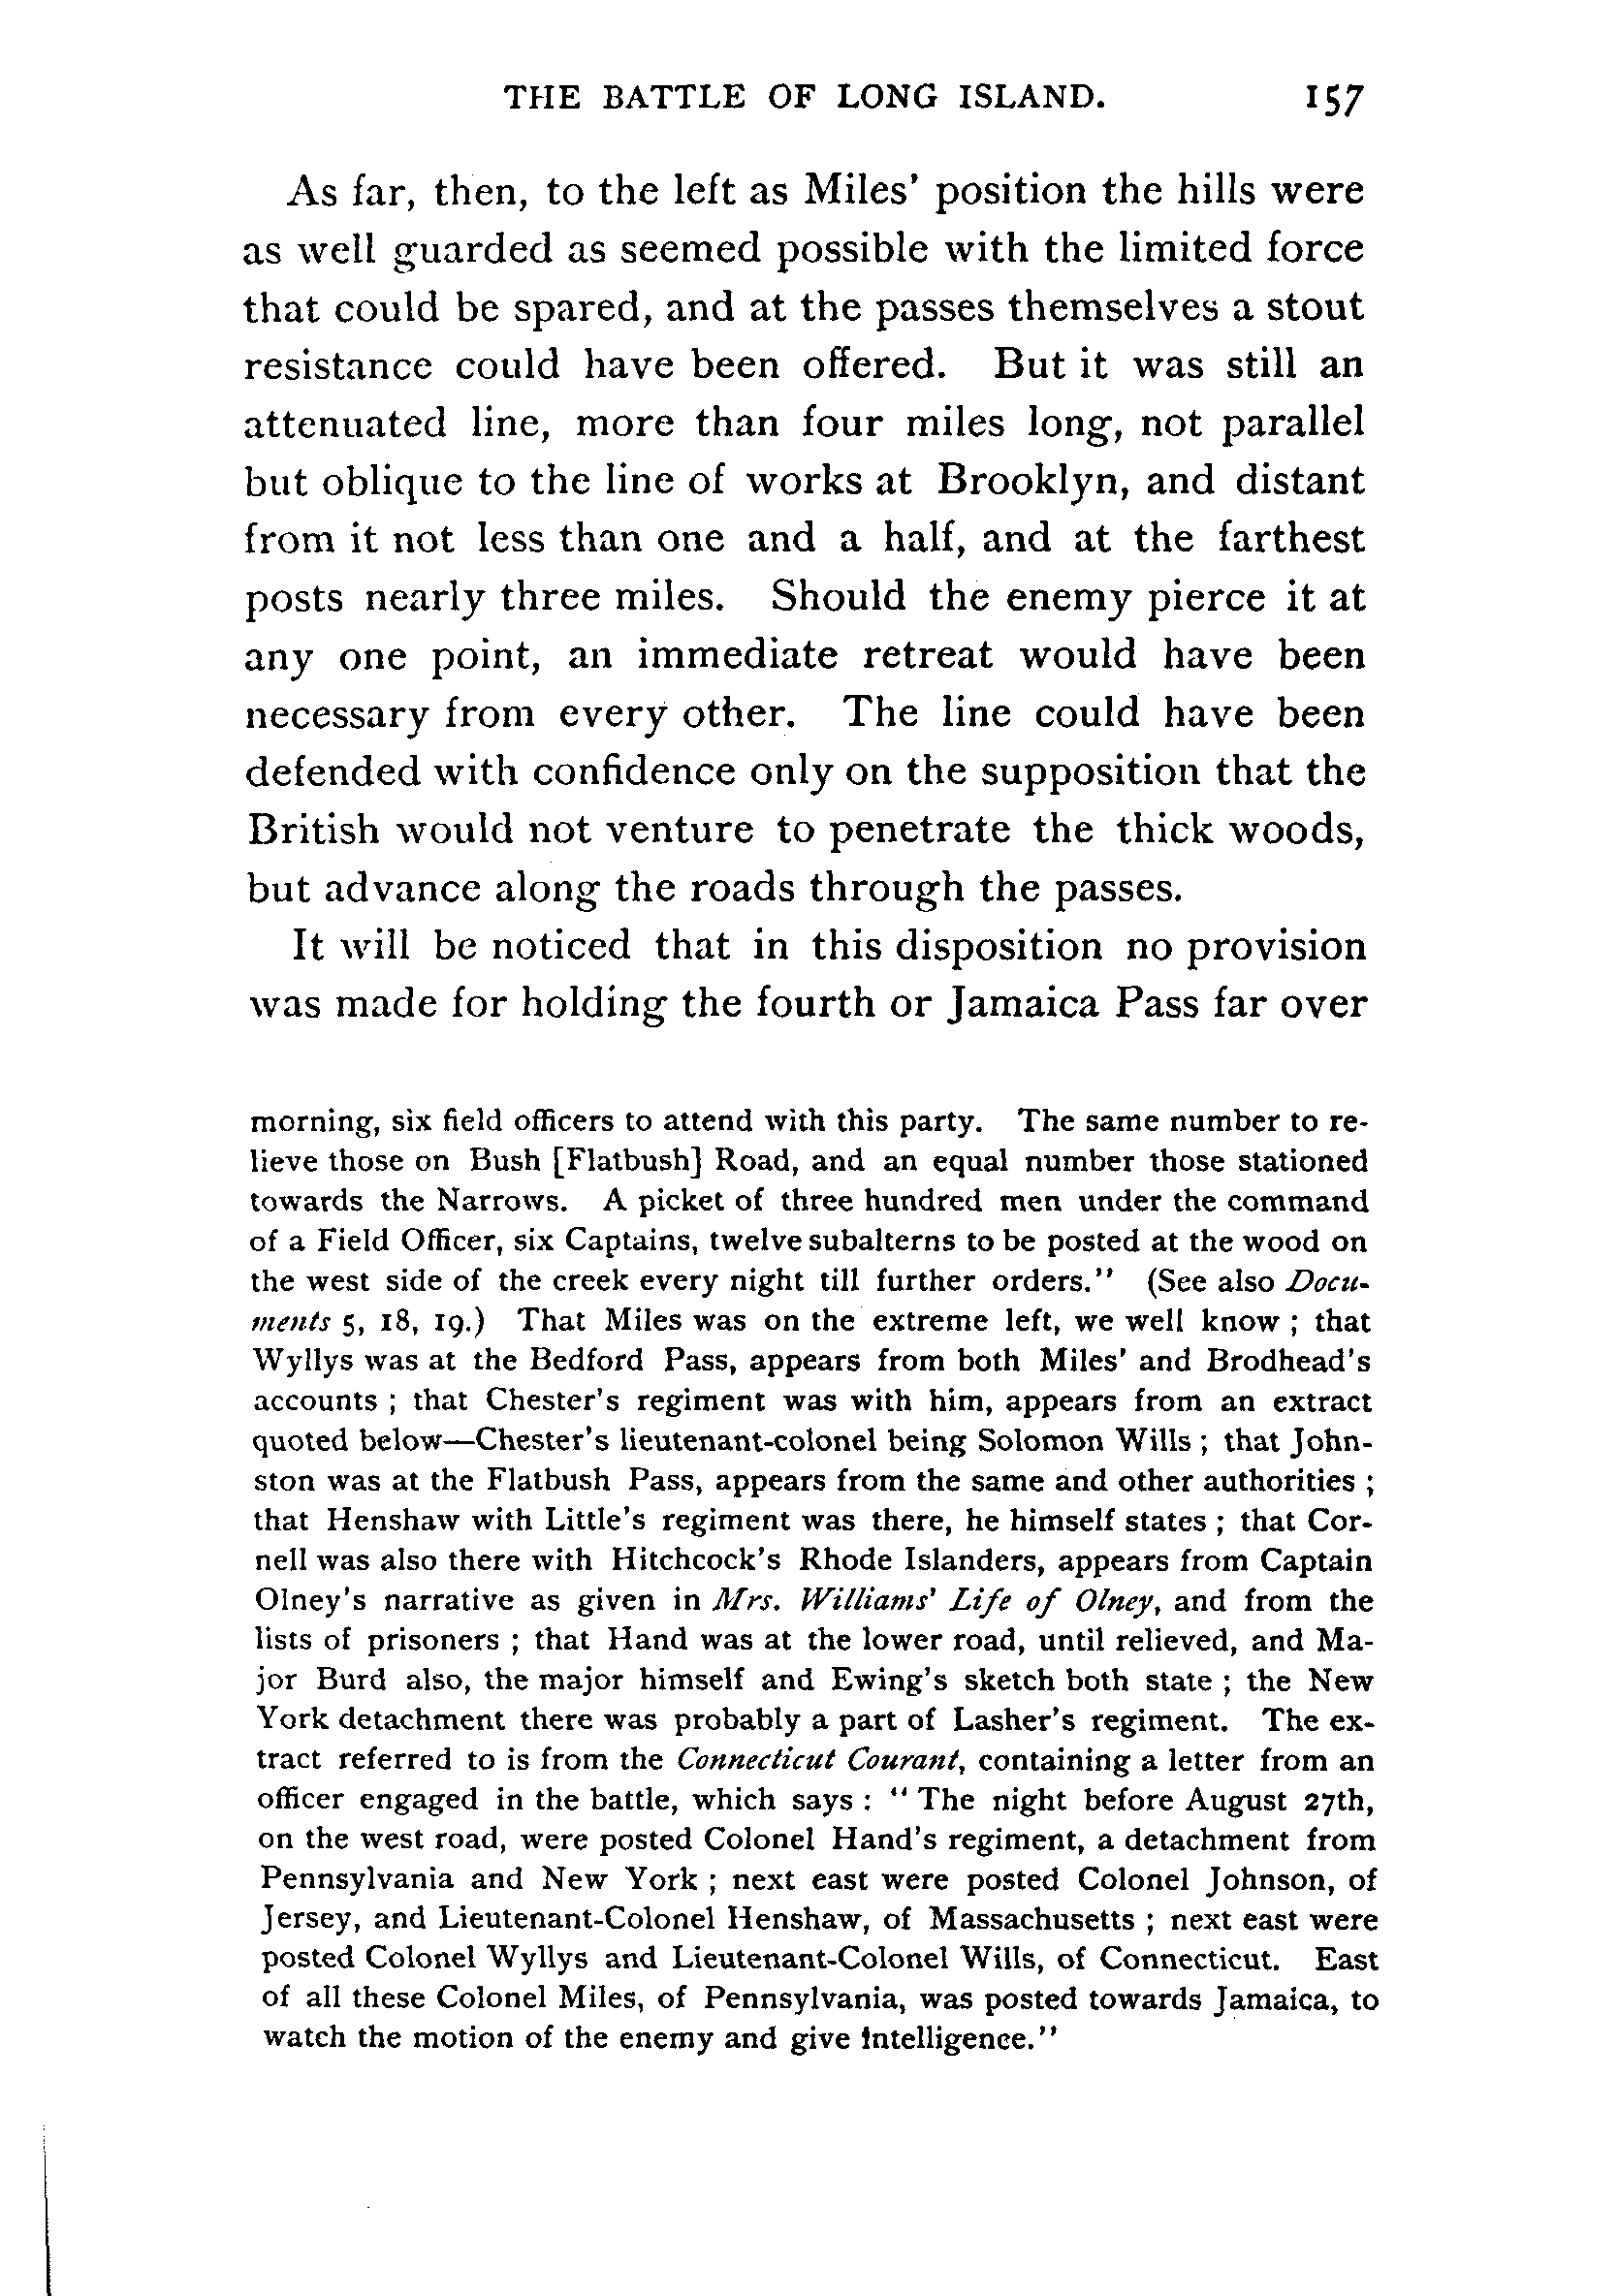 THE BATTLE OF LONG ISLAND. 157
As far, then, to the left as Miles' position the hills were
as well guarded as seemed possible with the limited force
that could be spared, and at the passes themselves a stout
resistance could have been offered. But it was still an
attenuated line, more than four miles long, not parallel
but oblique to the line of works at Brooklyn, and distant
from it not less than one and a half, and at the farthest
posts nearly three miles. Should the enemy pierce it at
any one point, an immediate retreat would have been
necessary from every other. The line could have been
defended with confidence only on the supposition that the
British would not venture to penetrate the thick woods,
but advance along the roads through the passes.
It will be noticed that in this disposition no provision
was made for holding the fourth or Jamaica Pass far over
morning, six field officers to attend with this party. The same number to re-
lieve those on Bush [Flatbush] Road, and an equal number those stationed
towards the Narrows. A picket of three hundred men under the command
of a Field Officer, six Captains, twelve subalterns to be posted at the wood on
the west side of the creek every night till further orders." (See also Docu-
ments 5, 18, 19.) That Miles was on the extreme left, we well know ; that
Wyllys was at the Bedford Pass, appears from both Miles' and Brodhead's
accounts ; that Chester's regiment was with him, appears from an extract
quoted below—Chester's lieutenant-colonel being Solomon Wills ; that John-
ston was at the Flatbush Pass, appears from the same and other authorities ;
that Henshaw with Little's regiment was there, he himself states ; that Cor-
nell was also there with Hitchcock's Rhode Islanders, appears from Captain
Olney's narrative as given in Mrs. Williams' Life of Olney, and from the
lists of prisoners ; that Hand was at the lower road, until relieved, and Ma-
jor Burd also, the major himself and Ewing's sketch both state ; the New
York detachment there was probably a part of Lasher's regiment. The ex-
tract referred to is from the Connecticut Courant, containing a letter from an
officer engaged in the battle, which says : "The night before August 27th,
on the west road, were posted Colonel Hand's regiment, a detachment from
Pennsylvania and New York ; next east were posted Colonel Johnson, of
Jersey, and Lieutenant-Colonel Henshaw, of Massachusetts ; next east were
posted Colonel Wyllys and Lieutenant-Colonel Wills, of Connecticut. East
of all these Colonel Miles, of Pennsylvania, was posted towards Jamaica, to
watch the motion of the enemy and give intelligence."